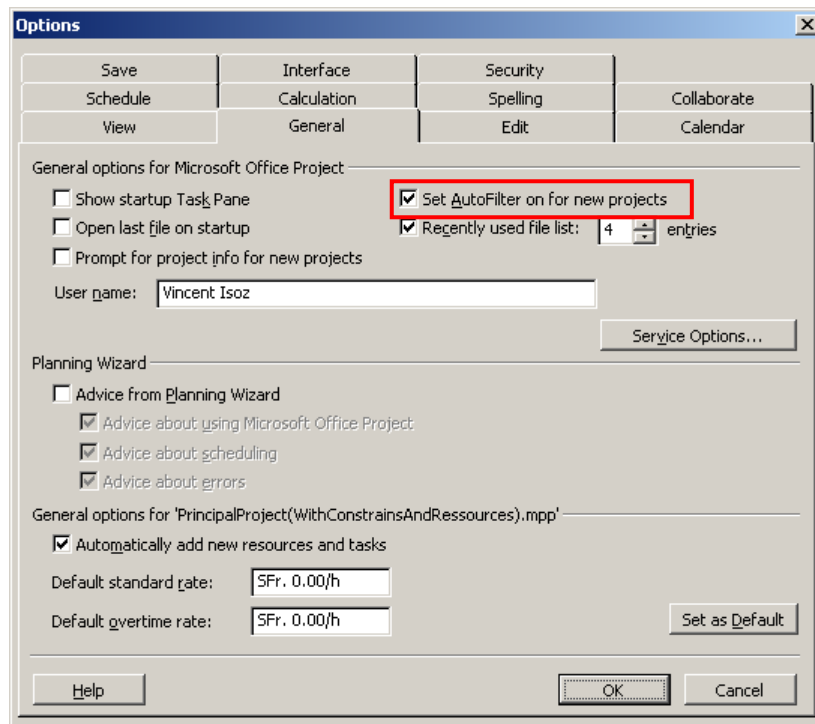 Options
Save Interface Security
Schedule Calculation Spelling Collaborate
View General Edit Calendar
General options for Microsoft Office Project
Show startup Task Pane Set AutoFilter on for new projects
Open last file on startup Recently used file list: 4 entries
Prompt for project info for new projects
User name: Vincent Isoz
Service Options...
Planning Wizard
Advice from Planning Wizard
Advice about using Microsoft Office Project
Advice about scheduling
Advice about errors
General options for 'PrincipalProject(WithConstrainsAndRessources).mpp'
Automatically add new resources and tasks
Default standard rate: SFr. 0.00/h
Default overtime rate: SFr. 0.00/h Set as Default
Help OK Cancel